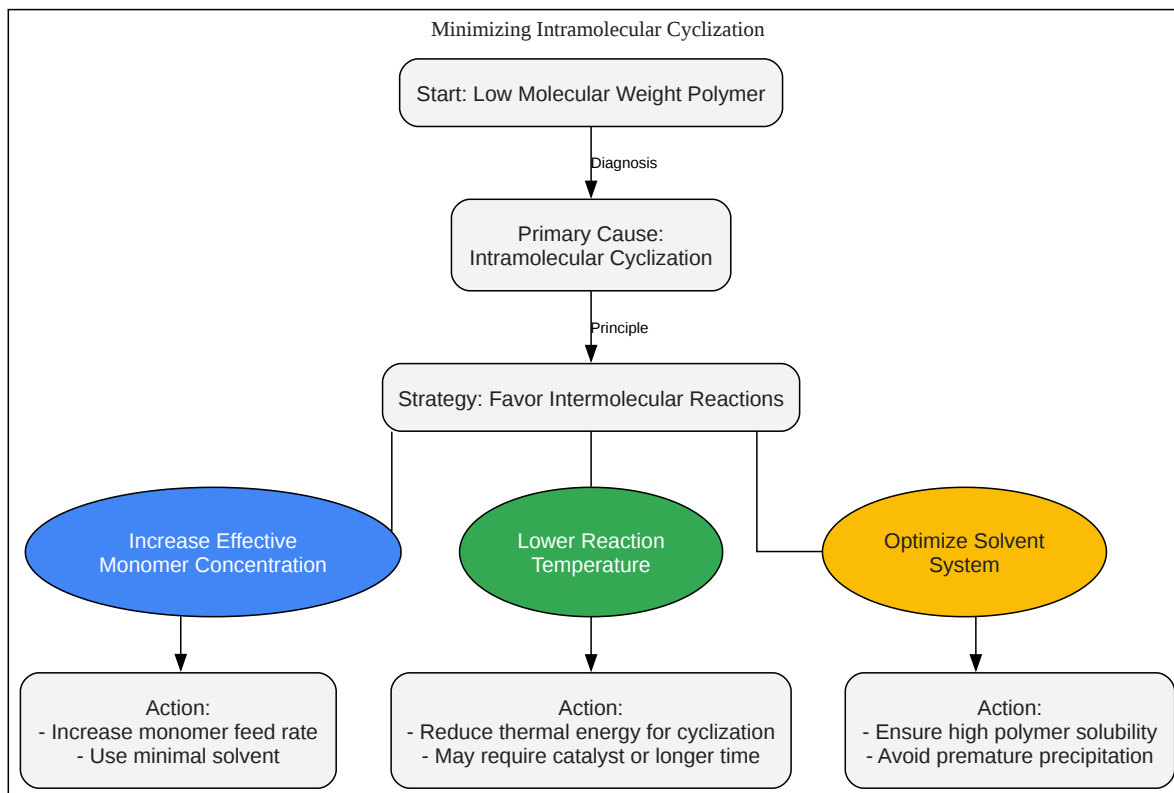 Minimizing Intramolecular Cyclization
Start: Low Molecular Weight Polymer
Diagnosis
Primary Cause:
Intramolecular Cyclization
Principle
Strategy: Favor Intermolecular Reactions
Increase Effective
Monomer Concentration
Lower Reaction
Temperature
Optimize Solvent
System
Action:
- Increase monomer feed rate
- Use minimal solvent
Action:
- Reduce thermal energy for cyclization
- May require catalyst or longer time
Action:
- Ensure high polymer solubility
- Avoid premature precipitation